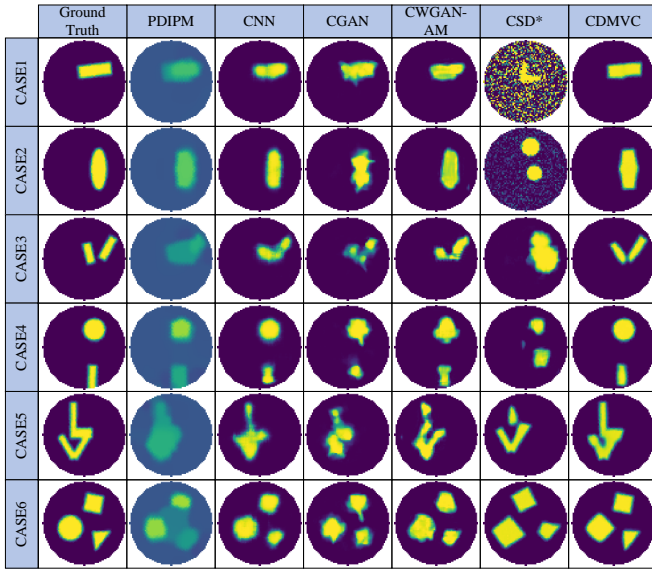 Ground
Truth
PDIPM
CNN
CGAN
CWGAN-
AM
CSD*
CDMVC
CASE1
CASE2
CASE3
CASE4
CASE5
CASE6